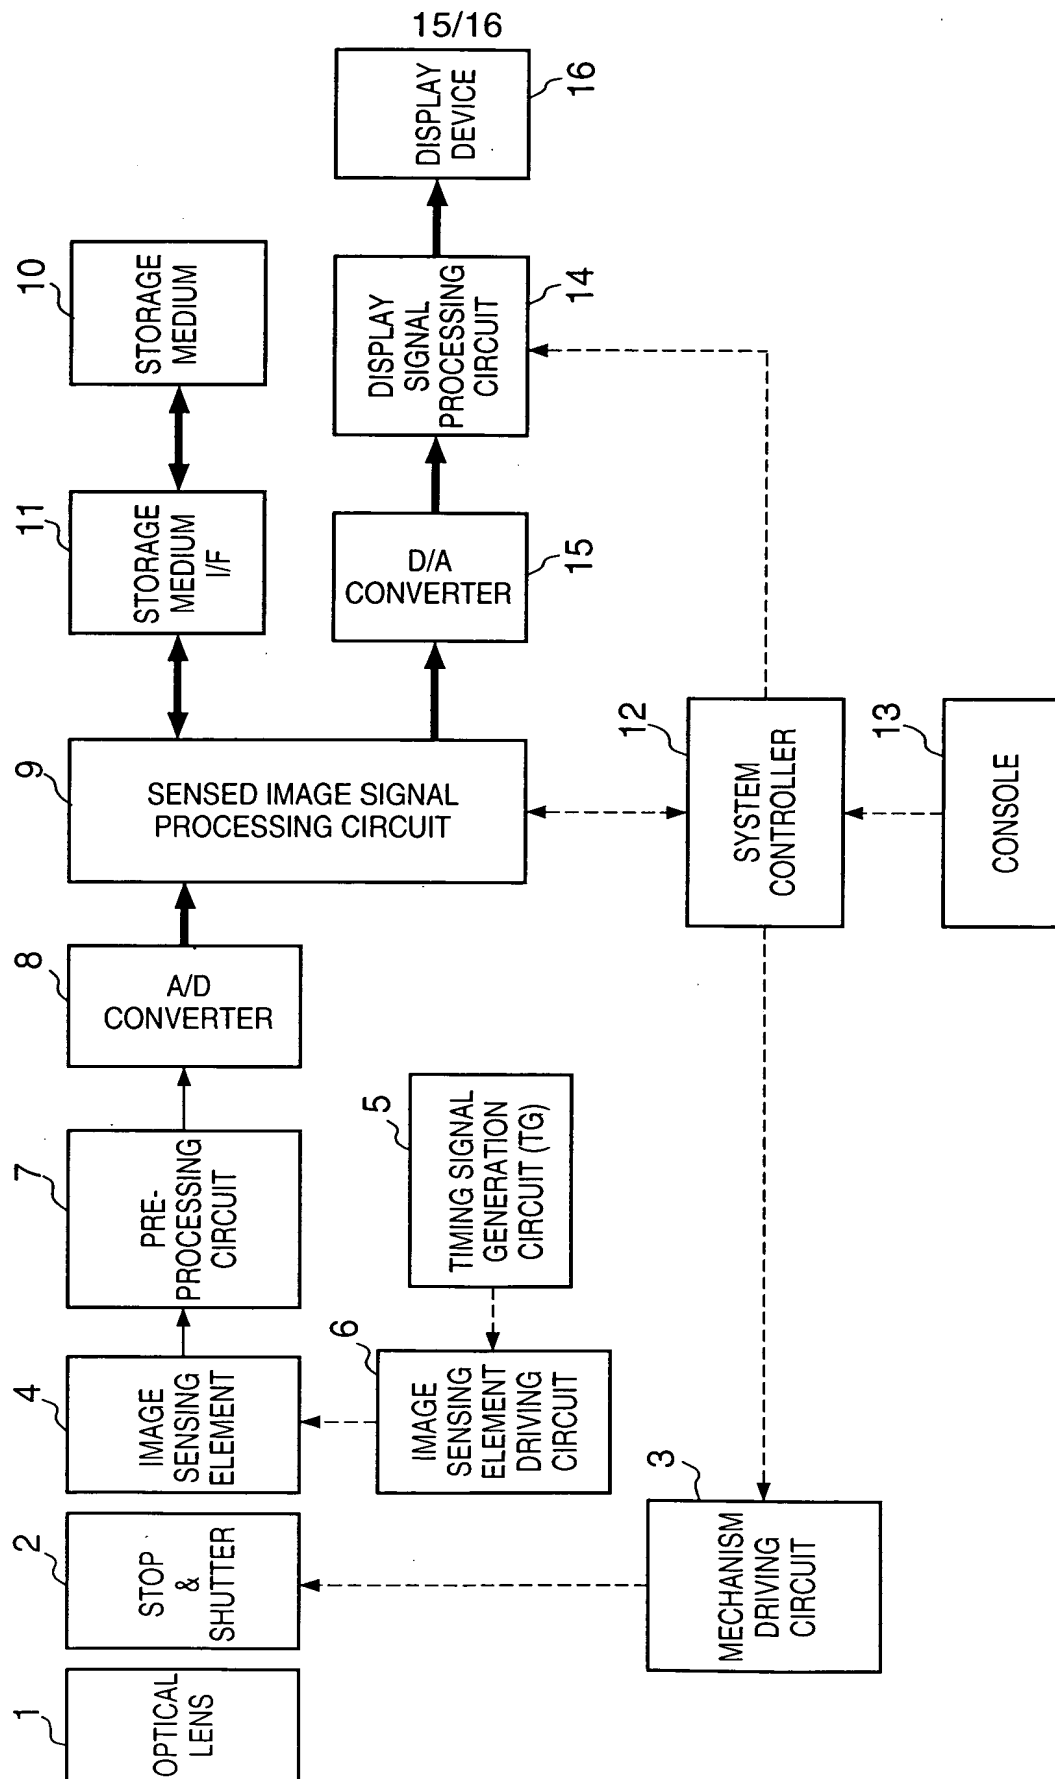 15/16
1
OPTICAL
LENS
2
STOP
&
SHUTTER
4
IMAGE
SENSING
ELEMENT
7
PRE-
PROCESSING
CIRCUIT
8
A/D
CONVERTER
9
SENSED IMAGE SIGNAL
PROCESSING CIRCUIT
11
STORAGE
MEDIUM
I/F
10
STORAGE
MEDIUM
6
IMAGE
SENSING
ELEMENT
DRIVING
CIRCUIT
5
TIMING SIGNAL
GENERATION
CIRCUIT (TG)
D/A
CONVERTER
15
DISPLAY
SIGNAL
PROCESSING
CIRCUIT
14
DISPLAY
DEVICE
16
3
MECHANISM
DRIVING
CIRCUIT
12
SYSTEM
CONTROLLER
13
CONSOLE